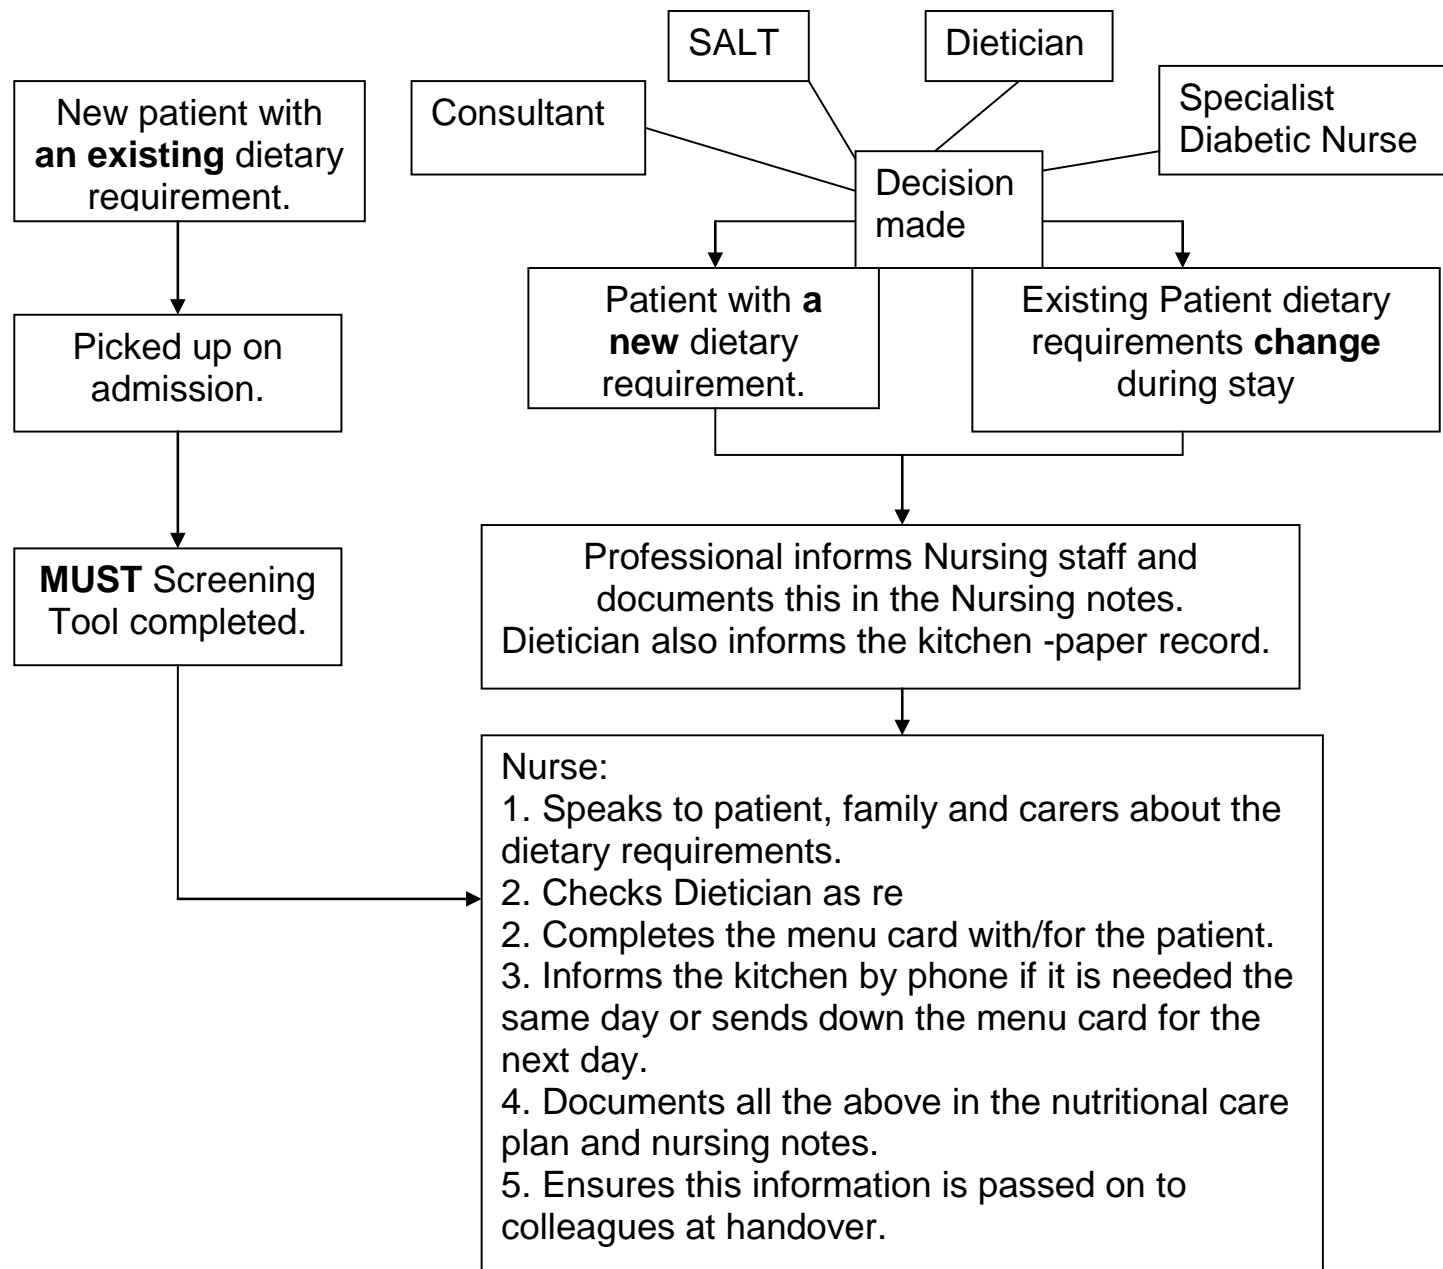 SALT
Dietician
New patient with
an existing dietary
requirement.
Consultant
Specialist
Diabetic Nurse
Decision
made
Patient with a
new dietary
requirement.
Existing Patient dietary
requirements change
during stay
Picked up on
admission.
MUST Screening
Tool completed.
Professional informs Nursing staff and
documents this in the Nursing notes.
Dietician also informs the kitchen -paper record.
Nurse:
1. Speaks to patient, family and carers about the
dietary requirements.
2. Checks Dietician as re
2. Completes the menu card with/for the patient.
3. Informs the kitchen by phone if it is needed the
same day or sends down the menu card for the
next day.
4. Documents all the above in the nutritional care
plan and nursing notes.
5. Ensures this information is passed on to
colleagues at handover.